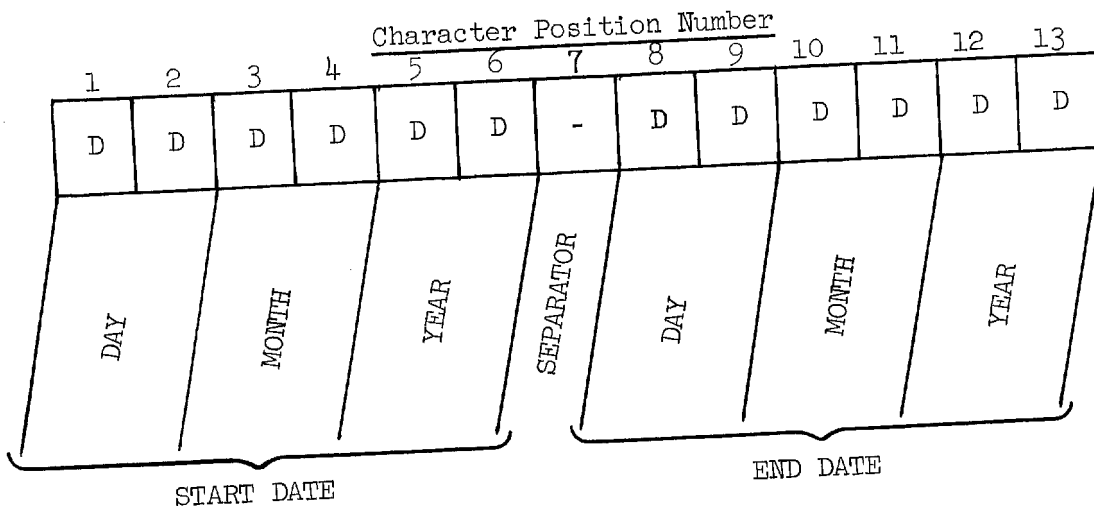 Character Position Number
1 2 3 4 5 6 7 8 9 10 11 12 13
D D D D D D - D D D D D D
DAY MONTH YEAR SEPARATOR DAY MONTH YEAR
START DATE END DATE